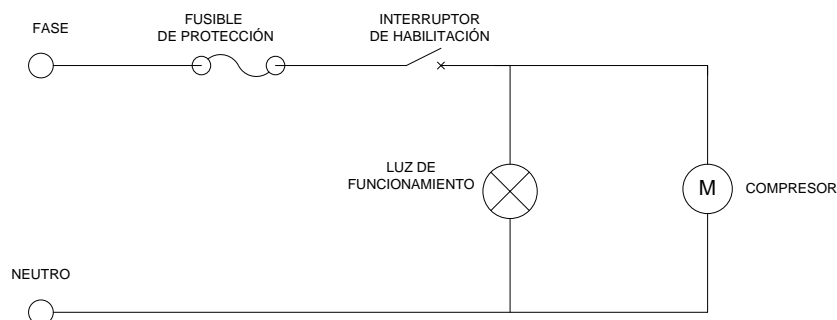 FASE
FUSIBLE
DE PROTECCIÓN
INTERRUPTOR
DE HABILITACIÓN
LUZ DE
FUNCIONAMIENTO
M
COMPRESOR
NEUTRO